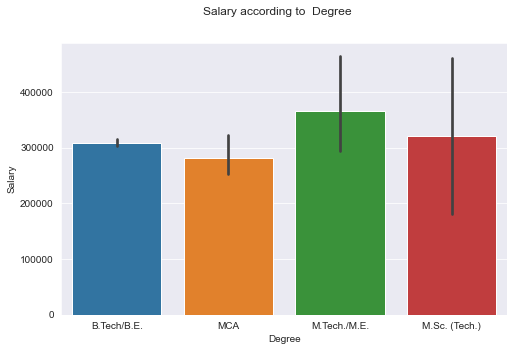 Salary according to  Degree
400000
300000
200000
100000
0
Salary
B.Tech/B.E.
MCA
M.Tech./M.E.
M.Sc. (Tech.)
Degree